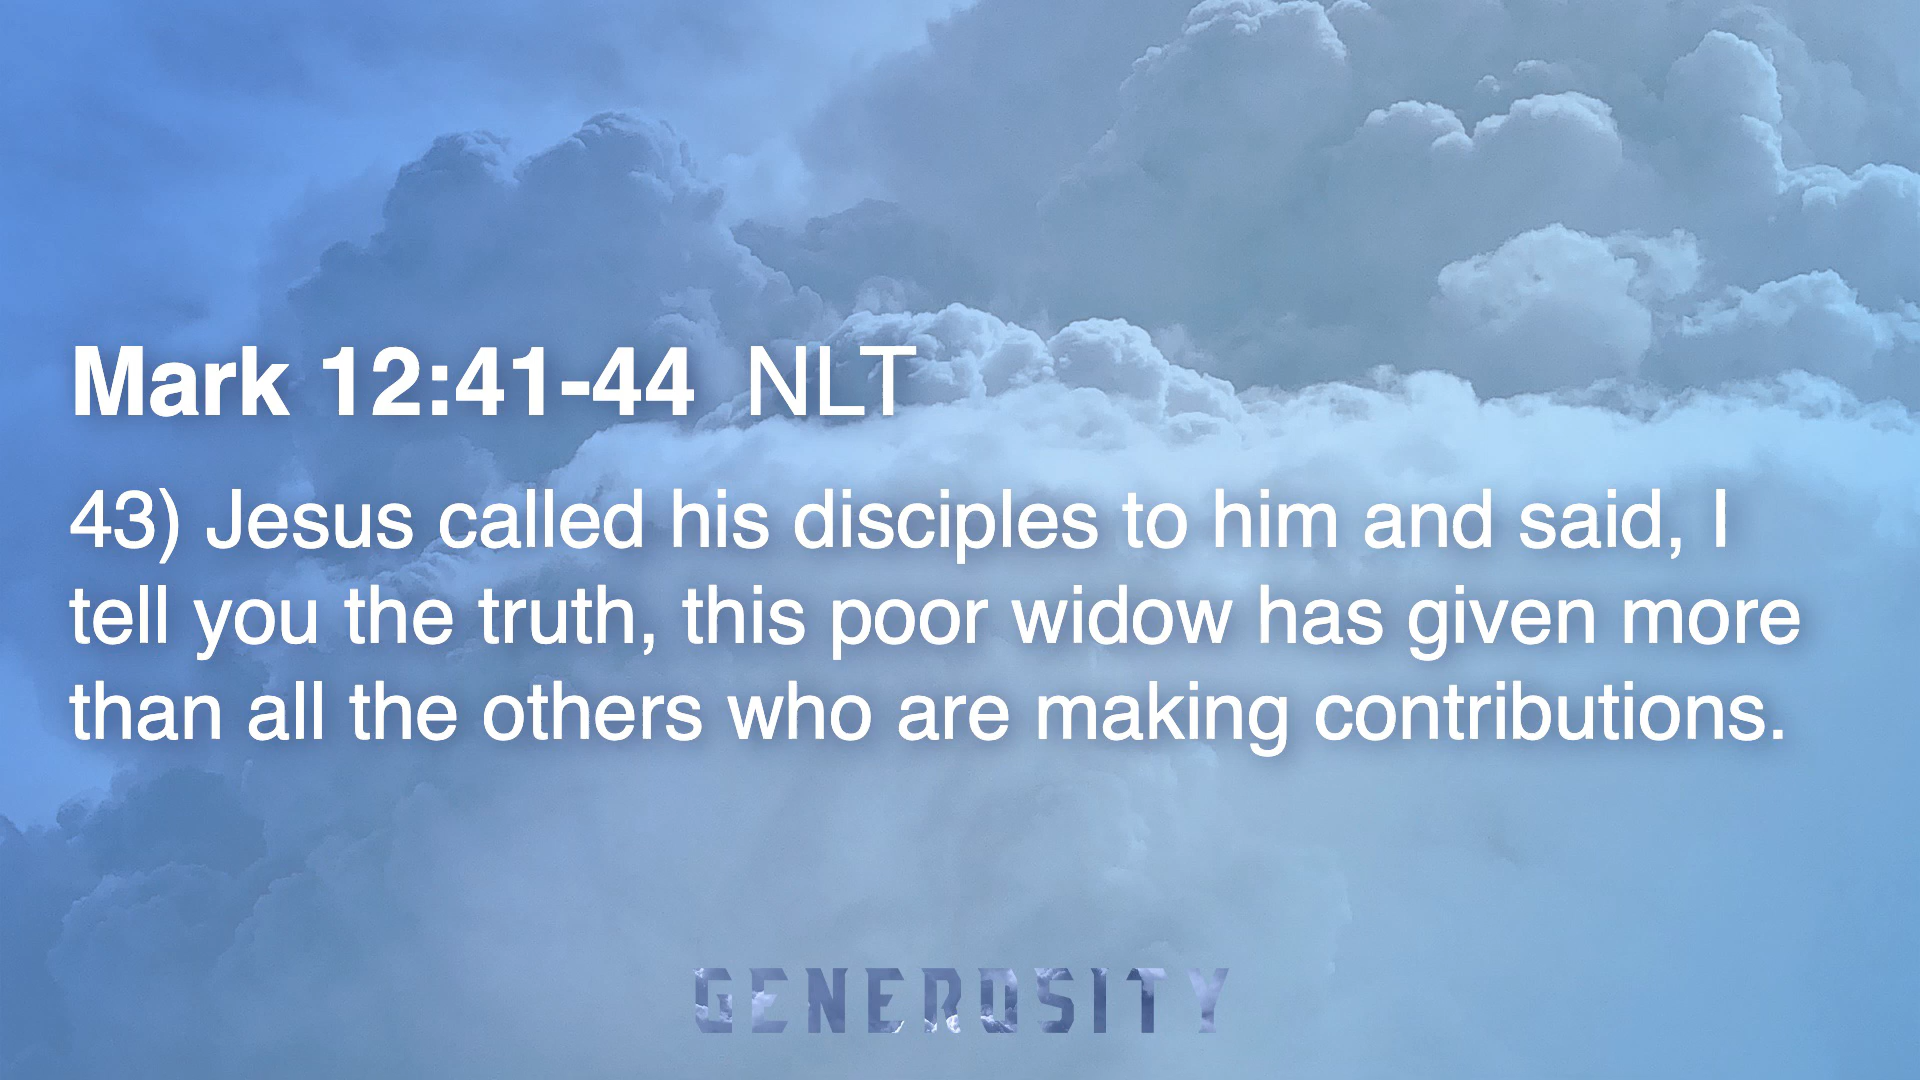 Mark 12:41-44 NLT
43) Jesus called his disciples to him and said, I
tell you the truth, this poor widow has given more
than all the others who are making contributions.
GENEROSITY